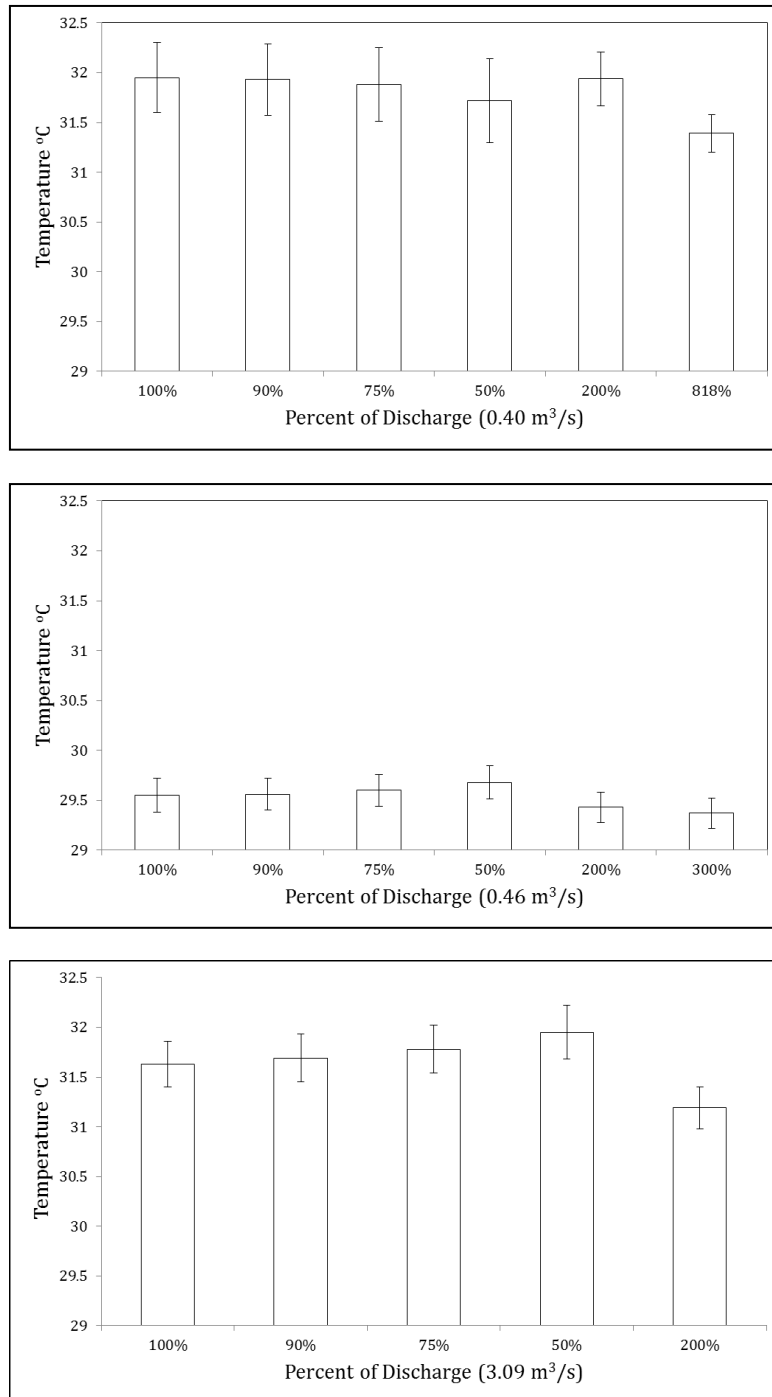 32.5
32
31.5
31
30.5
30
29.5
29
Temperature ºC
100% 90% 75% 50% 200% 818%
Percent of Discharge (0.40 m³/s)
32.5
32
31.5
31
30.5
30
29.5
29
Temperature ºC
100% 90% 75% 50% 200% 300%
Percent of Discharge (0.46 m³/s)
32.5
32
31.5
31
30.5
30
29.5
29
Temperature ºC
100% 90% 75% 50% 200%
Percent of Discharge (3.09 m³/s)